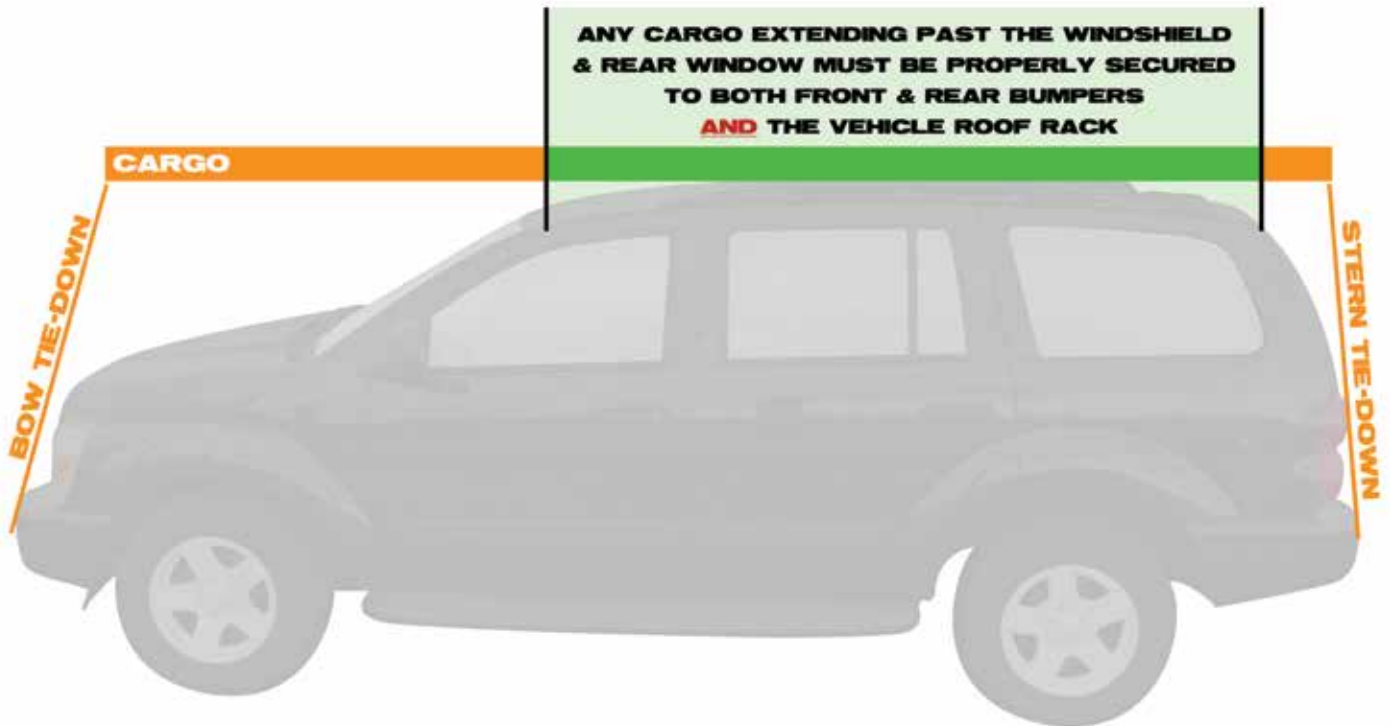 ANY CARGO EXTENDING PAST THE WINDSHIELD
& REAR WINDOW MUST BE PROPERLY SECURED
TO BOTH FRONT & REAR BUMPERS
AND THE VEHICLE ROOF RACK
CARGO
BOW TIE-DOWN
STERN TIE-DOWN